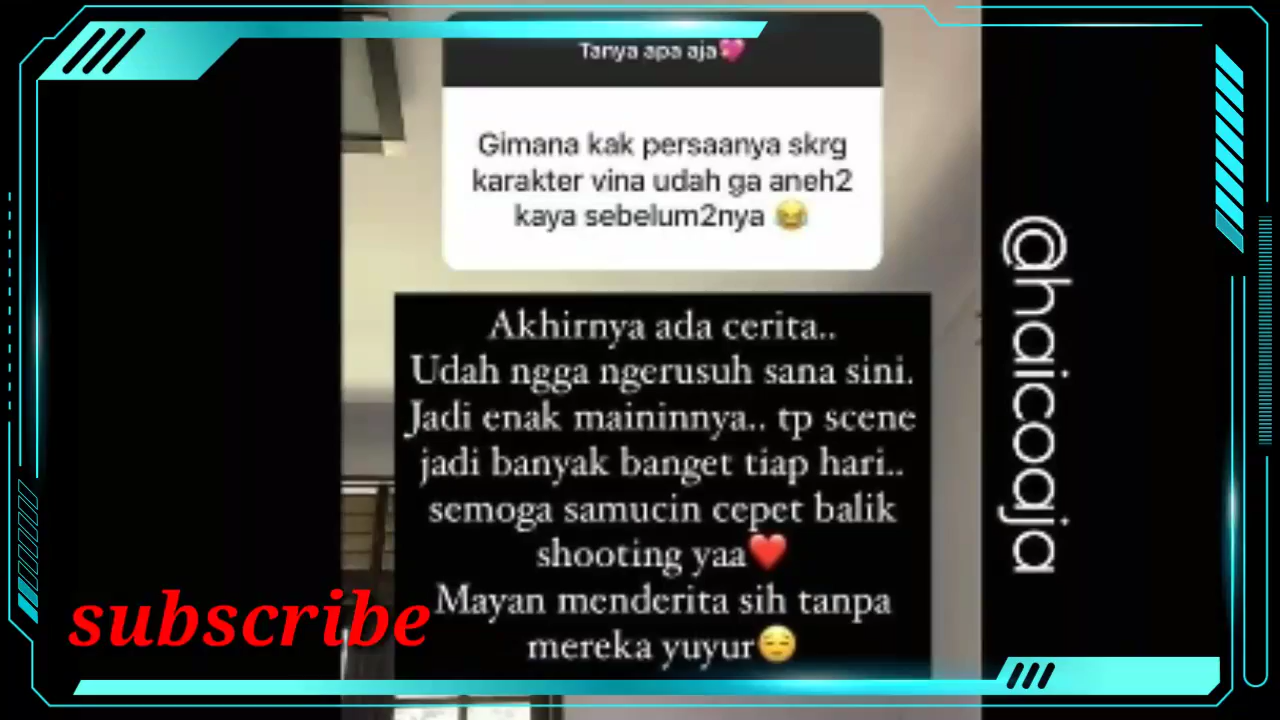 Tanya apa aja💖
Gimana kak persaanya skrg
karakter vina udah ga aneh2
kaya sebelum2nya 😂
Akhirnya ada cerita..
Udah ngga ngerusuh sana sini.
Jadi enak maininnya.. tp scene
jadi banyak banget tiap hari..
semoga samucin cepet balik
shooting yaa❤️
Mayan menderita sih tanpa
mereka yuyur😔
subscribe
@haicoaja